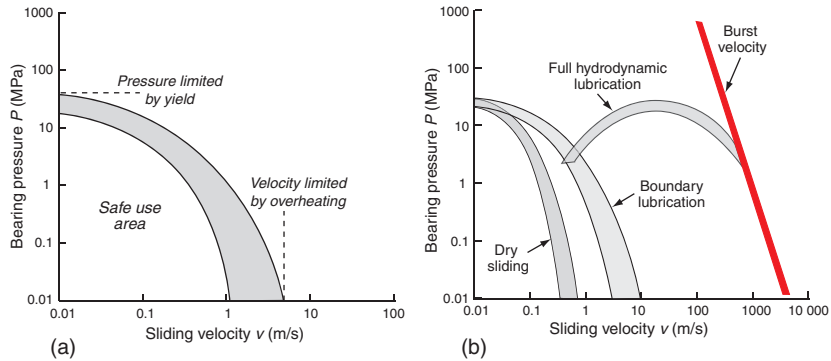 1000
100
10
1
0.1
0.01
Bearing pressure P (MPa)
Pressure limited
by yield
Velocity limited
by overheating
Safe use
area
0.01
0.1
1
10
100
Sliding velocity v (m/s)
(a)
1000
100
10
1
0.1
0.01
Bearing pressure P (MPa)
Burst
velocity
Full hydrodynamic
lubrication
Boundary
lubrication
Dry
sliding
0.01
0.1
1
10
100
1000
10 000
Sliding velocity v (m/s)
(b)